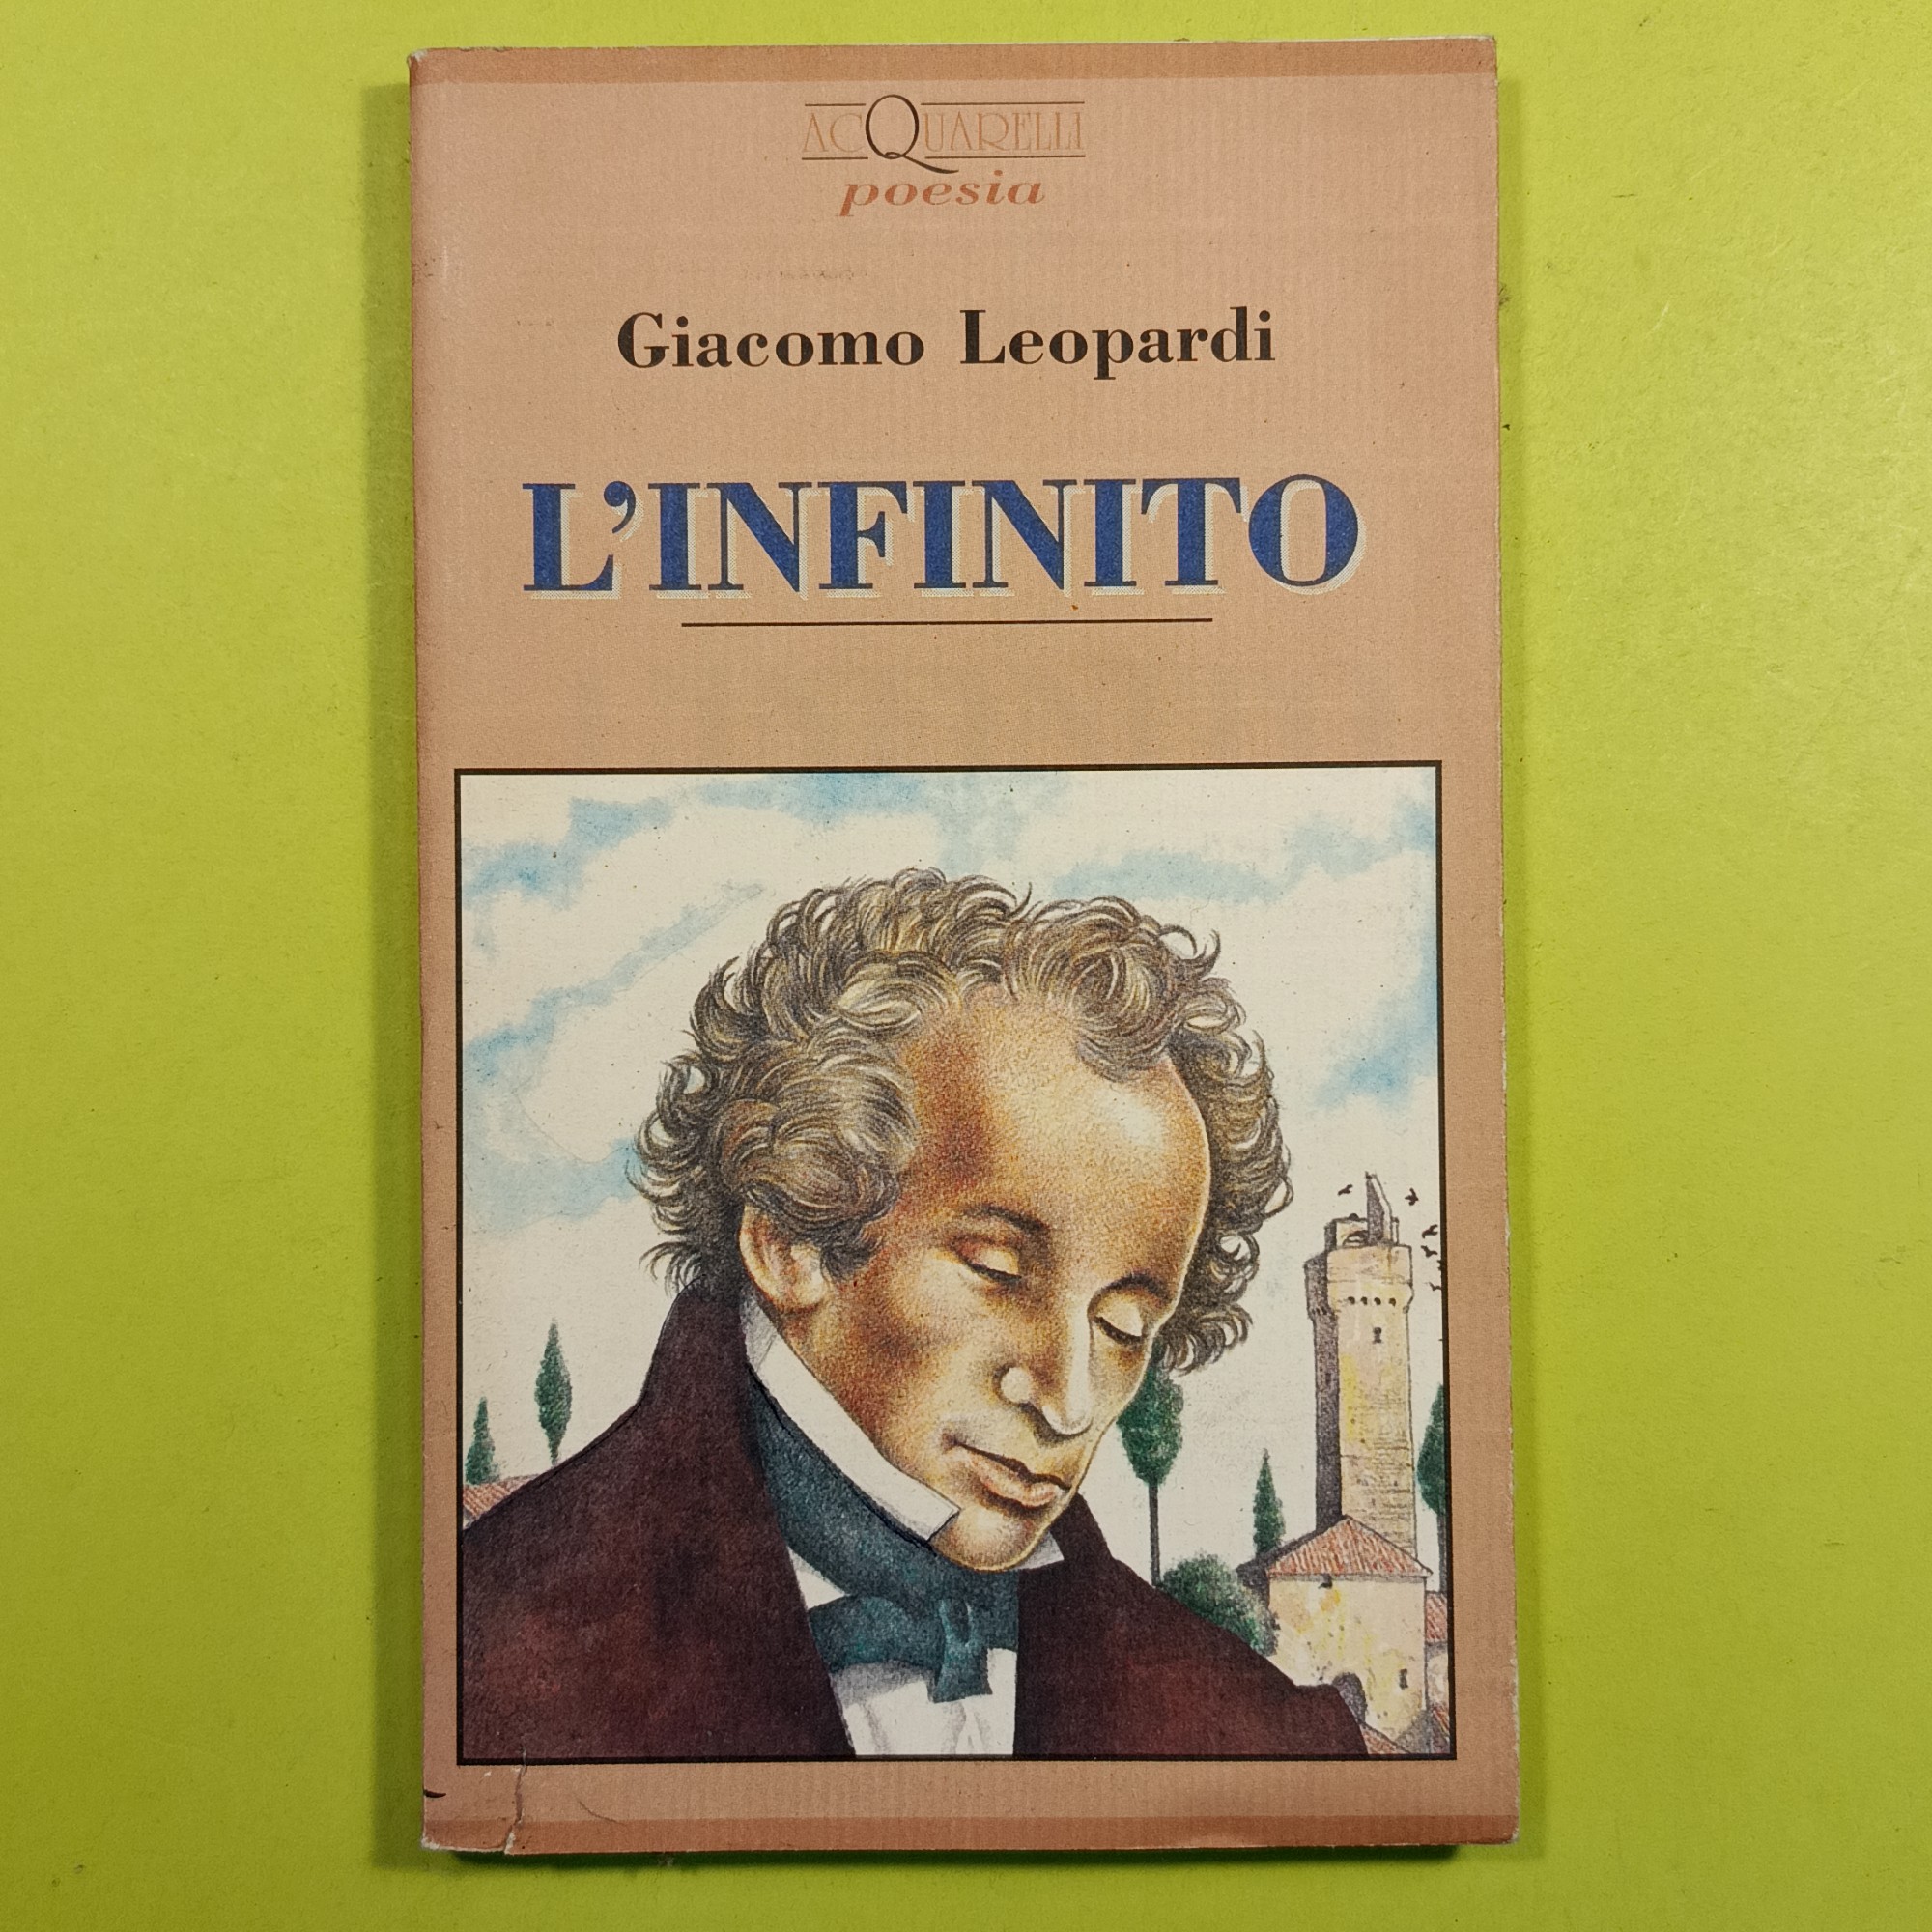 ACQUARELLI
poesia
Giacomo Leopardi
L'INFINITO